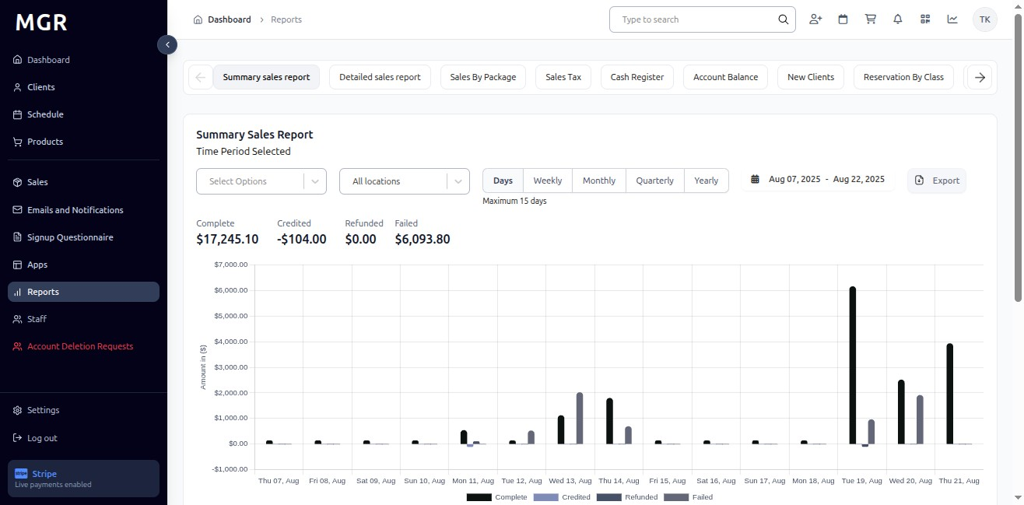 MGR
Dashboard
Clients
Schedule
Products
Sales
Emails and Notifications
Signup Questionnaire
Apps
Reports
Staff
Account Deletion Requests
Settings
Log out
stripe Stripe
Live payments enabled
Dashboard > Reports
Type to search
TK
Summary sales report Detailed sales report Sales By Package Sales Tax Cash Register Account Balance New Clients Reservation By Class
Summary Sales Report
Time Period Selected
Select Options All locations Days Weekly Monthly Quarterly Yearly Aug 07, 2025 - Aug 22, 2025 Export
Maximum 15 days
Complete Credited Refunded Failed
$17,245.10 -$104.00 $0.00 $6,093.80
Amount in ($)
$7,000.00
$6,000.00
$5,000.00
$4,000.00
$3,000.00
$2,000.00
$1,000.00
$0.00
-$1,000.00
Thu 07, Aug Fri 08, Aug Sat 09, Aug Sun 10, Aug Mon 11, Aug Tue 12, Aug Wed 13, Aug Thu 14, Aug Fri 15, Aug Sat 16, Aug Sun 17, Aug Mon 18, Aug Tue 19, Aug Wed 20, Aug Thu 21, Aug
Complete Credited Refunded Failed